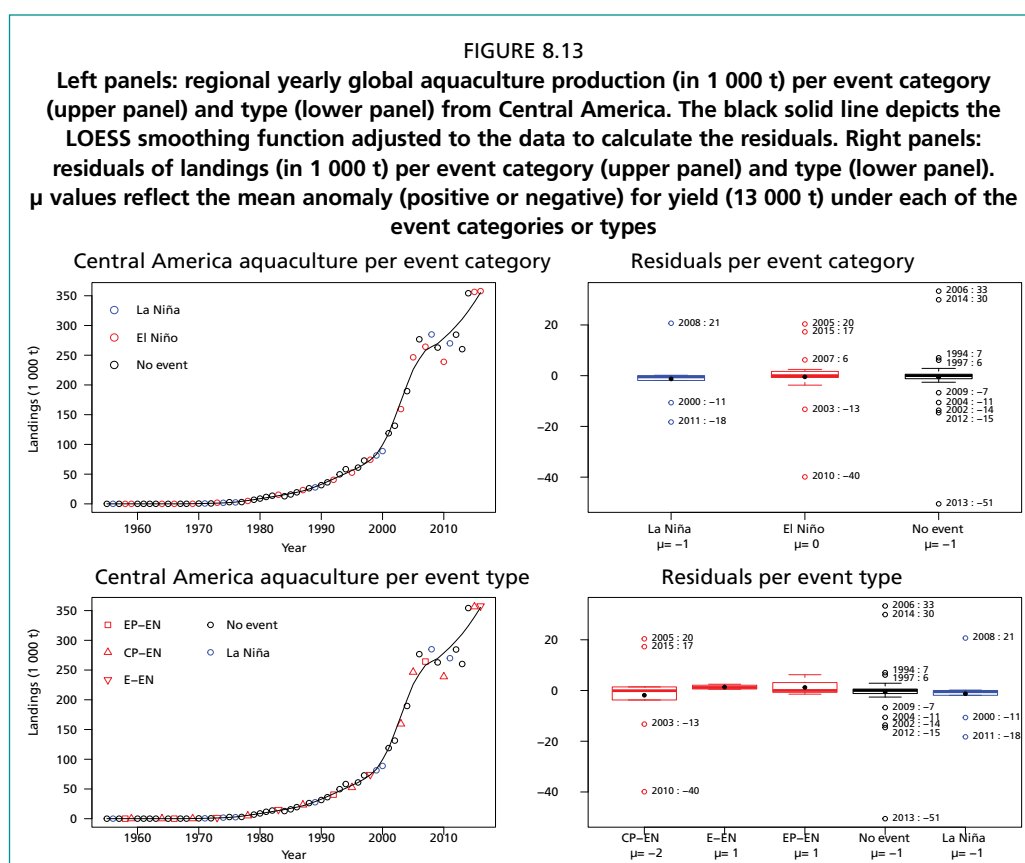 FIGURE 8.13
Left panels: regional yearly global aquaculture production (in 1 000 t) per event category
(upper panel) and type (lower panel) from Central America. The black solid line depicts the
LOESS smoothing function adjusted to the data to calculate the residuals. Right panels:
residuals of landings (in 1 000 t) per event category (upper panel) and type (lower panel).
µ values reflect the mean anomaly (positive or negative) for yield (13 000 t) under each of the
event categories or types
Central America aquaculture per event category
350
300
250
200
150
100
50
0
Landings (1 000 t)
La Niña
El Niño
No event
1960 1970 1980 1990 2000 2010
Year
Residuals per event category
20
0
−20
−40
2008 : 21
2000 : −11
2011 : −18
2005 : 20
2015 : 17
2007 : 6
2003 : −13
2010 : −40
2006 : 33
2014 : 30
1994 : 7
1997 : 6
2009 : −7
2004 : −11
2002 : −14
2012 : −15
2013 : −51
La Niña El Niño No event
µ= −1 µ= 0 µ= −1
Central America aquaculture per event type
350
300
250
200
150
100
50
0
Landings (1 000 t)
EP−EN No event
CP−EN La Niña
E−EN
1960 1970 1980 1990 2000 2010
Year
Residuals per event type
20
0
−20
−40
2005 : 20
2015 : 17
2003 : −13
2010 : −40
2006 : 33
2014 : 30
1994 : 7
1997 : 6
2009 : −7
2004 : −11
2002 : −14
2012 : −15
2013 : −51
2008 : 21
2000 : −11
2011 : −18
CP−EN E−EN EP−EN No event La Niña
µ= −2 µ= 1 µ= 1 µ= −1 µ= −1